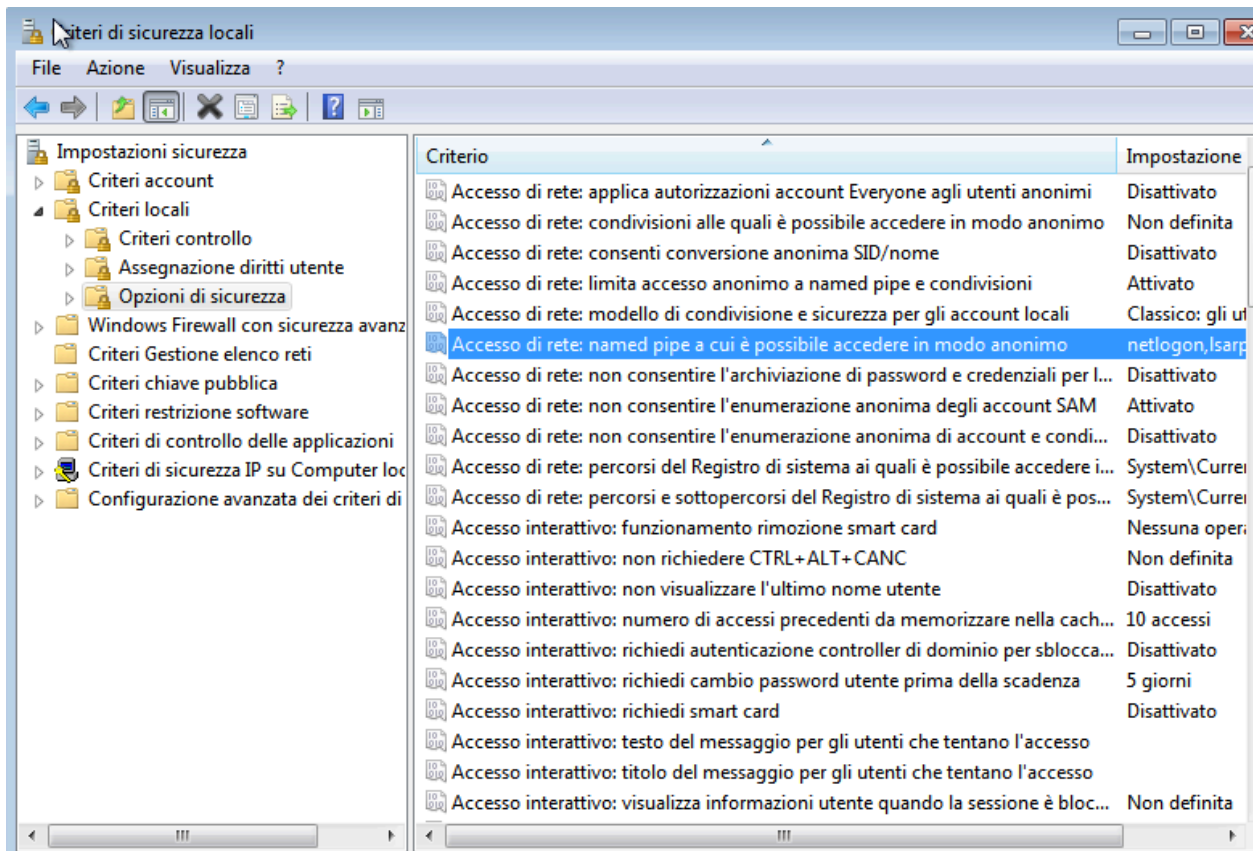 Criteri di sicurezza locali
File Azione Visualizza ?
Impostazioni sicurezza
Criteri account
Criteri locali
Criteri controllo
Assegnazione diritti utente
Opzioni di sicurezza
Windows Firewall con sicurezza avanz
Criteri Gestione elenco reti
Criteri chiave pubblica
Criteri restrizione software
Criteri di controllo delle applicazioni
Criteri di sicurezza IP su Computer loc
Configurazione avanzata dei criteri di
Criterio Impostazione
Accesso di rete: applica autorizzazioni account Everyone agli utenti anonimi Disattivato
Accesso di rete: condivisioni alle quali è possibile accedere in modo anonimo Non definita
Accesso di rete: consenti conversione anonima SID/nome Disattivato
Accesso di rete: limita accesso anonimo a named pipe e condivisioni Attivato
Accesso di rete: modello di condivisione e sicurezza per gli account locali Classico: gli ut
Accesso di rete: named pipe a cui è possibile accedere in modo anonimo netlogon,lsarp
Accesso di rete: non consentire l'archiviazione di password e credenziali per l... Disattivato
Accesso di rete: non consentire l'enumerazione anonima degli account SAM Attivato
Accesso di rete: non consentire l'enumerazione anonima di account e condi... Disattivato
Accesso di rete: percorsi del Registro di sistema ai quali è possibile accedere i... System\Currer
Accesso di rete: percorsi e sottopercorsi del Registro di sistema ai quali è pos... System\Currer
Accesso interattivo: funzionamento rimozione smart card Nessuna opera
Accesso interattivo: non richiedere CTRL+ALT+CANC Non definita
Accesso interattivo: non visualizzare l'ultimo nome utente Disattivato
Accesso interattivo: numero di accessi precedenti da memorizzare nella cach... 10 accessi
Accesso interattivo: richiedi autenticazione controller di dominio per sblocca... Disattivato
Accesso interattivo: richiedi cambio password utente prima della scadenza 5 giorni
Accesso interattivo: richiedi smart card Disattivato
Accesso interattivo: testo del messaggio per gli utenti che tentano l'accesso
Accesso interattivo: titolo del messaggio per gli utenti che tentano l'accesso
Accesso interattivo: visualizza informazioni utente quando la sessione è bloc... Non definita